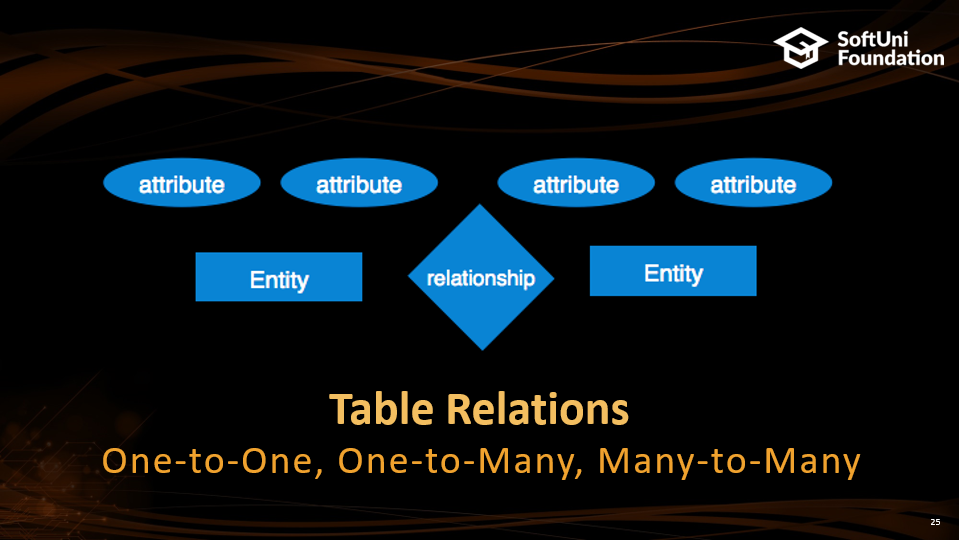 SoftUni
Foundation
attribute attribute attribute attribute
Entity relationship Entity
Table Relations
One-to-One, One-to-Many, Many-to-Many
25